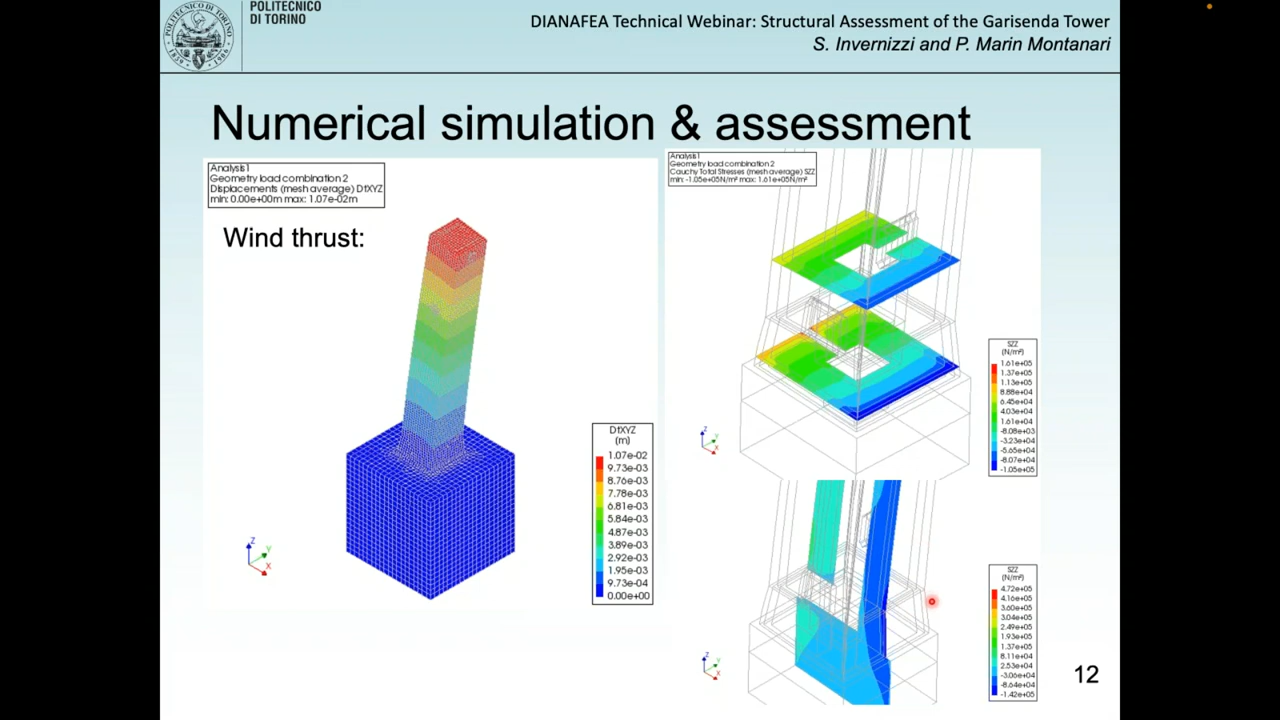 POLITECNICO
DI TORINO
DIANAFEA Technical Webinar: Structural Assessment of the Garisenda Tower
S. Invernizzi and P. Marin Montanari
Numerical simulation & assessment
Analysis1
Geometry load combination 2
Displacements (mesh average) DtXYZ
min: 0.00e+00m max: 1.07e-02m
Wind thrust:
DtXYZ
(m)
1.07e-02
9.73e-03
8.76e-03
7.78e-03
6.81e-03
5.84e-03
4.87e-03
3.89e-03
2.92e-03
1.95e-03
9.73e-04
0.00e+00
Z
Y
X
Analysis1
Geometry load combination 2
Cauchy Total Stresses (mesh average) SZZ
min: -1.05e+05N/m² max: 1.61e+05N/m²
SZZ
(N/m²)
1.61e+05
1.37e+05
1.13e+05
8.88e+04
6.45e+04
4.03e+04
1.61e+04
-8.08e+03
-3.23e+04
-5.65e+04
-8.07e+04
-1.05e+05
Z
Y
X
SZZ
(N/m²)
4.72e+05
4.16e+05
3.60e+05
3.04e+05
2.49e+05
1.93e+05
1.37e+05
8.11e+04
2.53e+04
-3.06e+04
-8.64e+04
-1.42e+05
Z
Y
X
12